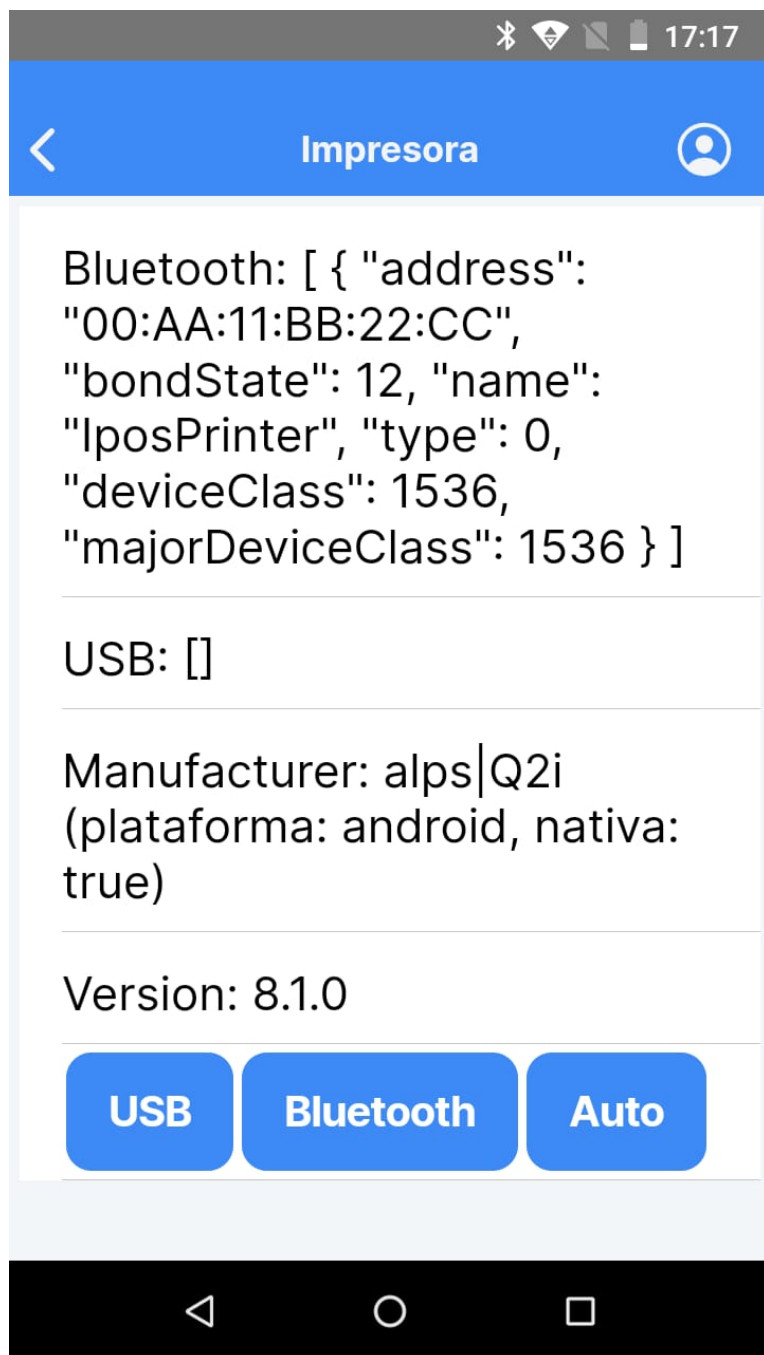 17:17
Impresora
Bluetooth: [ { "address":
"00:AA:11:BB:22:CC",
"bondState": 12, "name":
"IposPrinter", "type": 0,
"deviceClass": 1536,
"majorDeviceClass": 1536 } ]
USB: []
Manufacturer: alps|Q2i
(plataforma: android, nativa:
true)
Version: 8.1.0
USB Bluetooth Auto